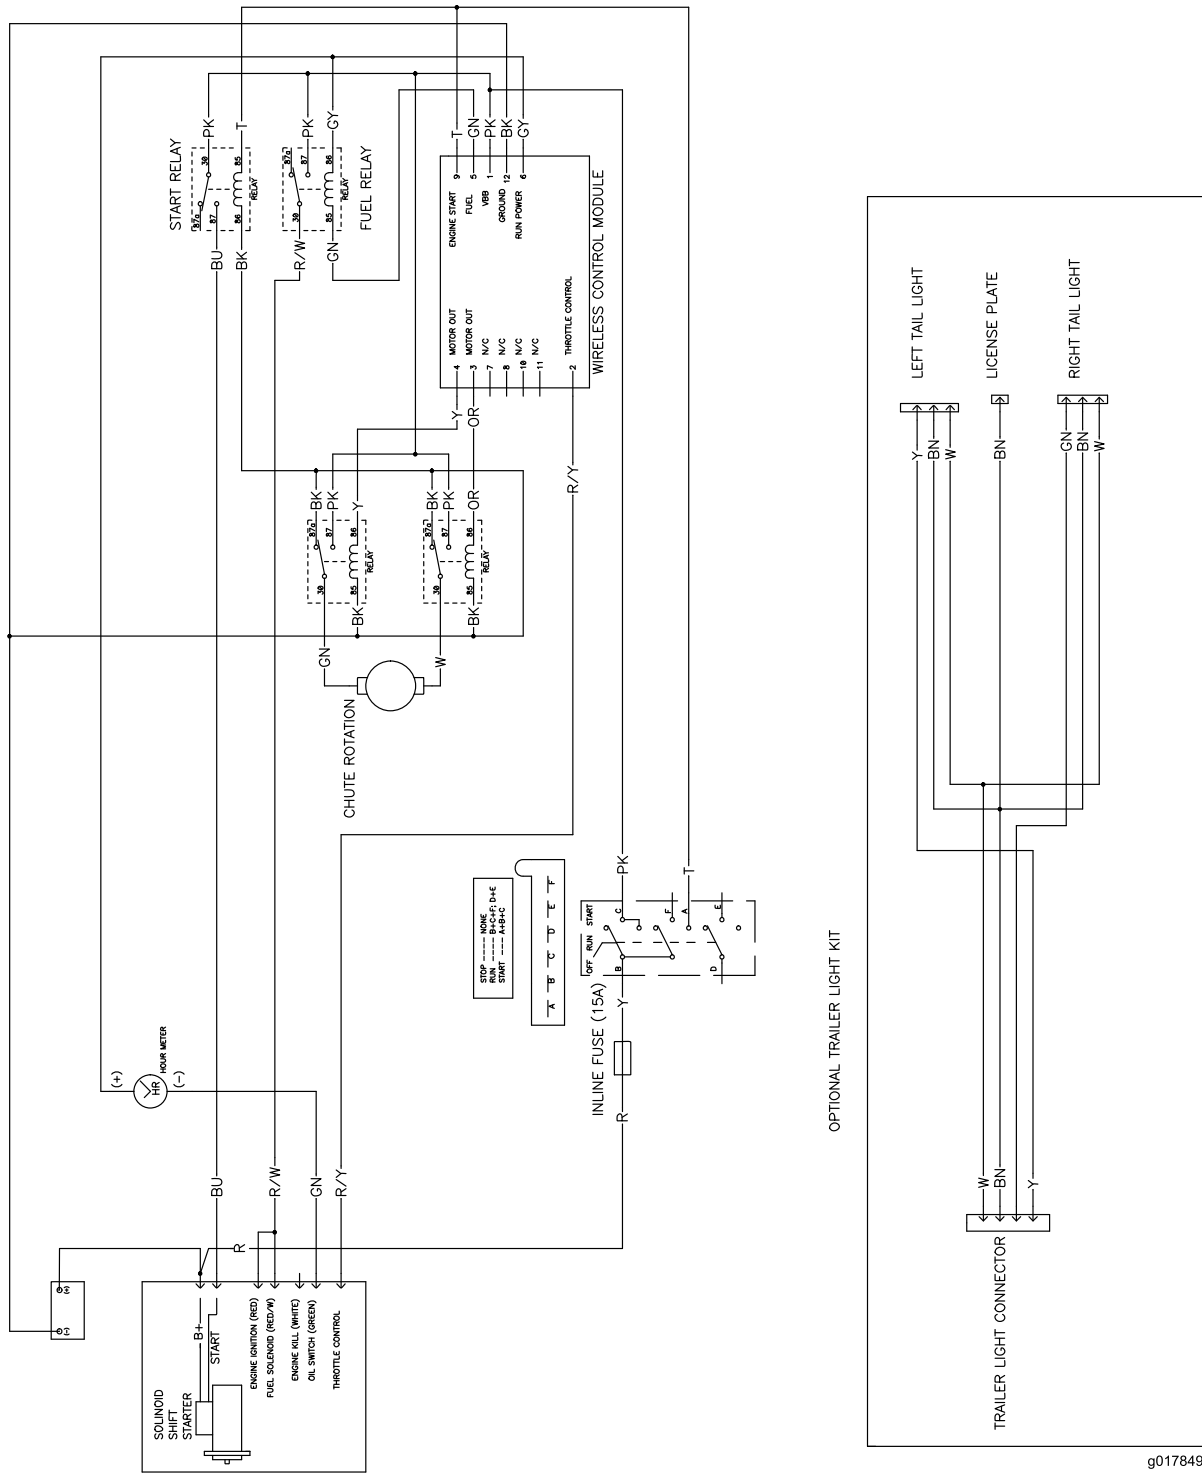 START RELAY
PK
T
30
85
87a
87
86
RELAY
BU
BK
FUEL RELAY
PK
GY
87a
87
86
30
85
RELAY
R/W
GN
T
GN
PK
BK
GY
9
5
1
12
6
ENGINE START
FUEL
VBB
GROUND
RUN POWER
MOTOR OUT
MOTOR OUT
N/C
N/C
N/C
N/C
THROTTLE CONTROL
4
3
7
8
10
11
2
WIRELESS CONTROL MODULE
Y
OR
R/Y
BK
PK
Y
87a
87
86
30
85
RELAY
BK
BK
PK
OR
87a
87
86
30
85
RELAY
BK
GN
W
CHUTE ROTATION
PK
T
STOP ---- NONE
RUN ---- B+C+F; D+E
START --- A+B+C
A B C D E F
OFF RUN START
C
F
A
E
B
D
Y
INLINE FUSE (15A)
R
(+)
(-)
HR
HOUR METER
BU
R/W
GN
R/Y
R
(+)
(-)
B+
START
ENGINE IGNITION (RED)
FUEL SOLENOID (RED/W)
ENGINE KILL (WHITE)
OIL SWITCH (GREEN)
THROTTLE CONTROL
SOLINOID
SHIFT
STARTER
OPTIONAL TRAILER LIGHT KIT
LEFT TAIL LIGHT
LICENSE PLATE
RIGHT TAIL LIGHT
Y
BN
W
BN
GN
BN
W
W
BN
Y
TRAILER LIGHT CONNECTOR
g017849